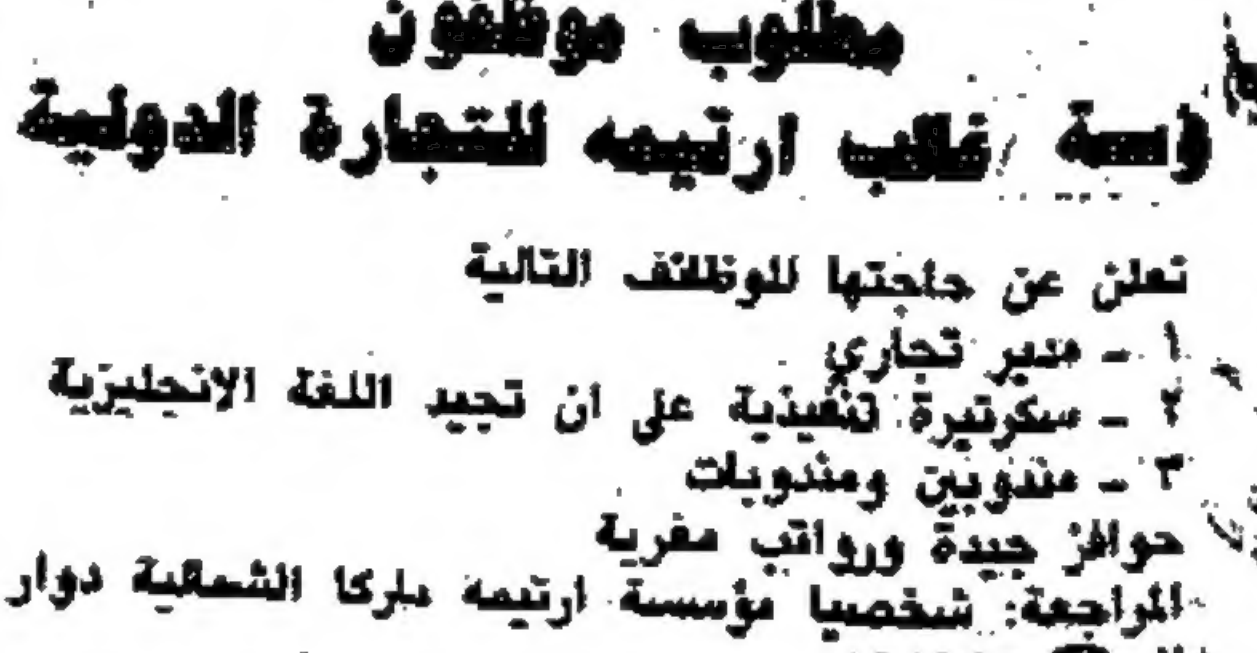 مطلوب موظفون
غالب ارتيمه للتجارة الدولية
تعلن عن حاجتها للوظائف التالية
١ - مدير تجاري
٢ - سكرتيرة تنفيذية على ان تجيد اللغة الانجليزية
٣ - مندوبين ومندوبات
حوافز جيدة ورواتب مغرية
المراجعة: شخصيا مؤسسة ارتيمه ماركا الشمالية دوار